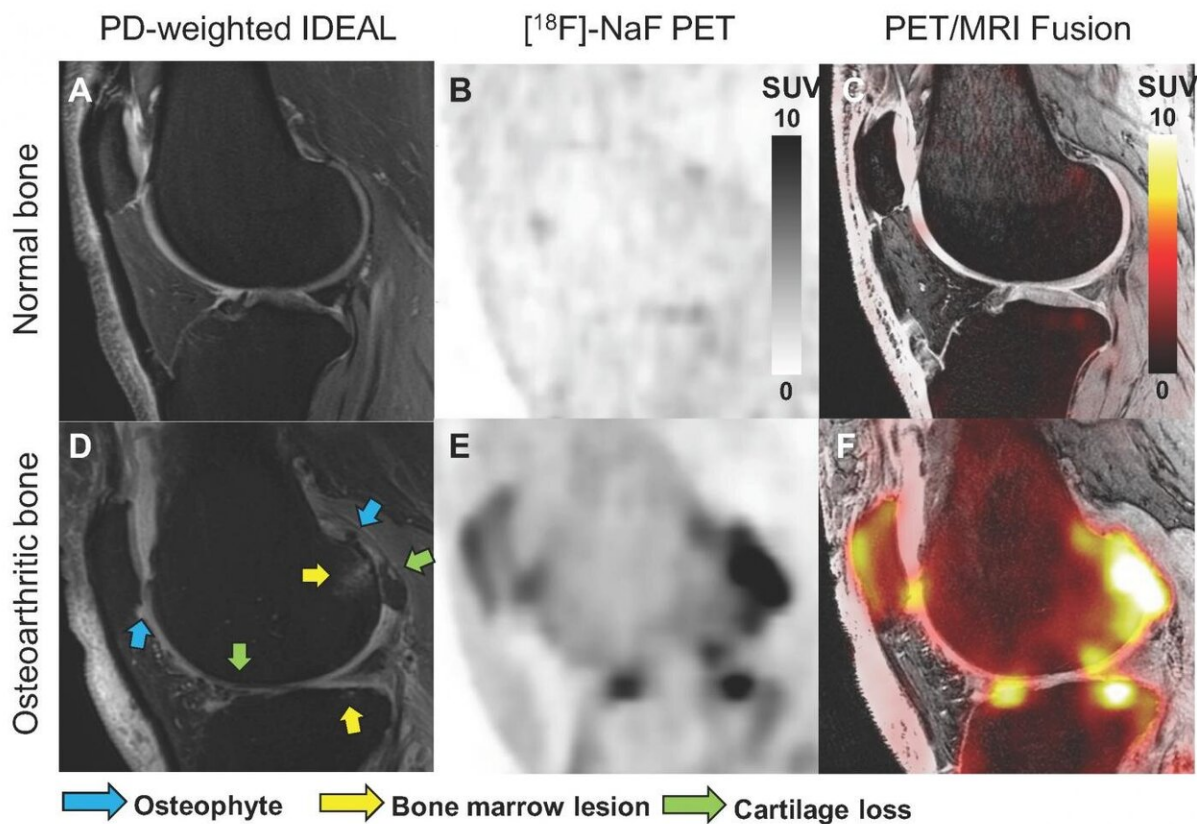 PD-weighted IDEAL
[¹⁸F]-NaF PET
PET/MRI Fusion
Normal bone
A
B
SUV
10
0
C
SUV
10
0
Osteoarthritic bone
D
E
F
Osteophyte
Bone marrow lesion
Cartilage loss